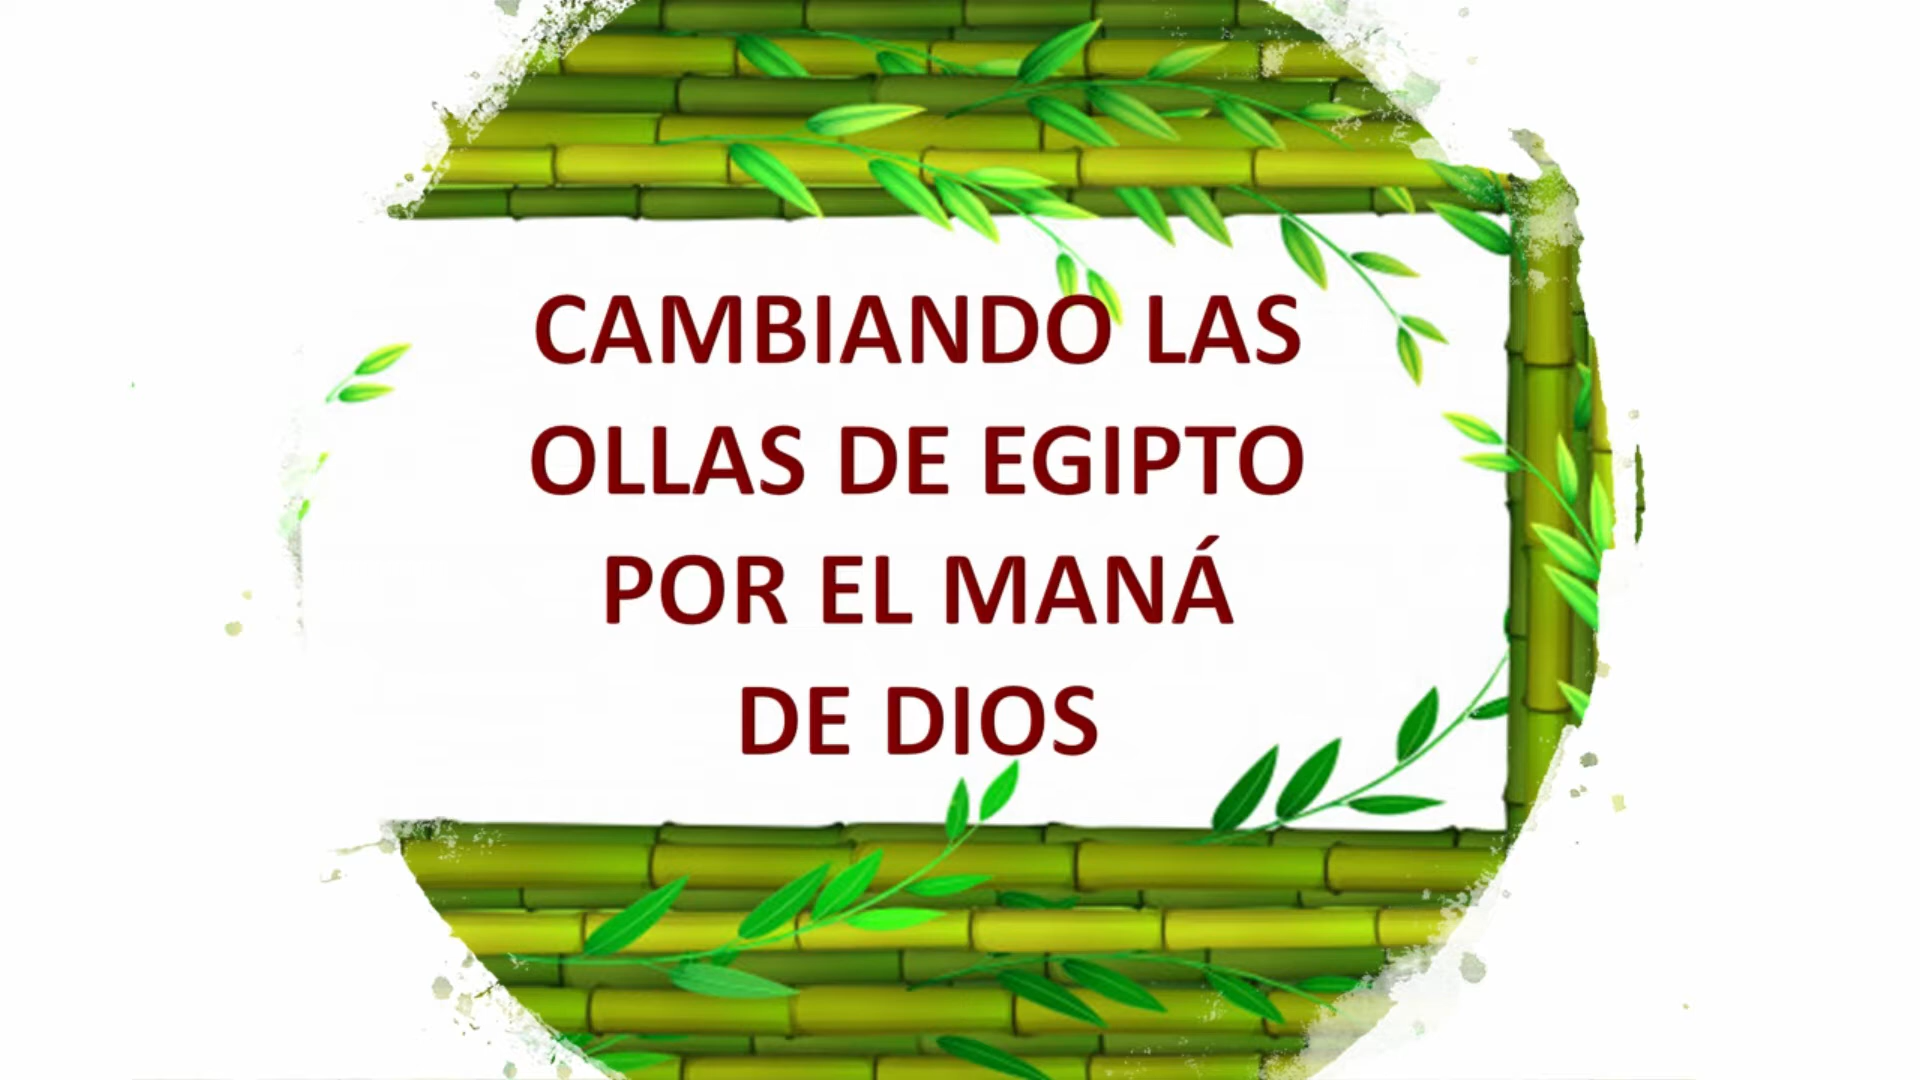 CAMBIANDO LAS
OLLAS DE EGIPTO
POR EL MANÁ
DE DIOS